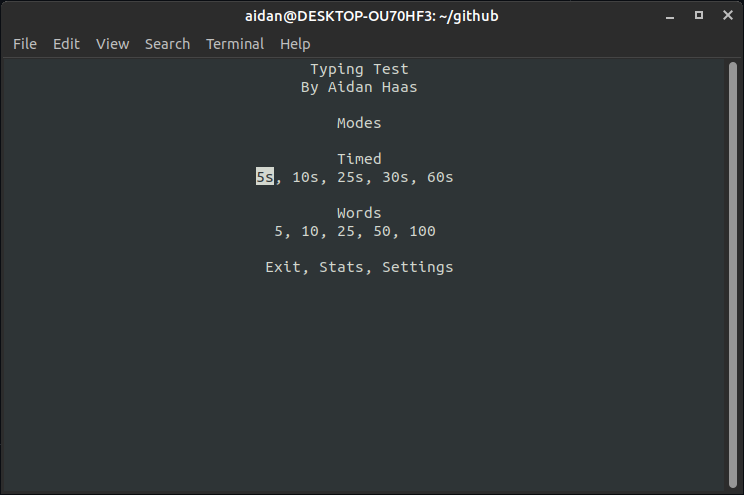 aidan@DESKTOP-OU70HF3: ~/github
File Edit View Search Terminal Help
Typing Test
By Aidan Haas
Modes
Timed
5s, 10s, 25s, 30s, 60s
Words
5, 10, 25, 50, 100
Exit, Stats, Settings